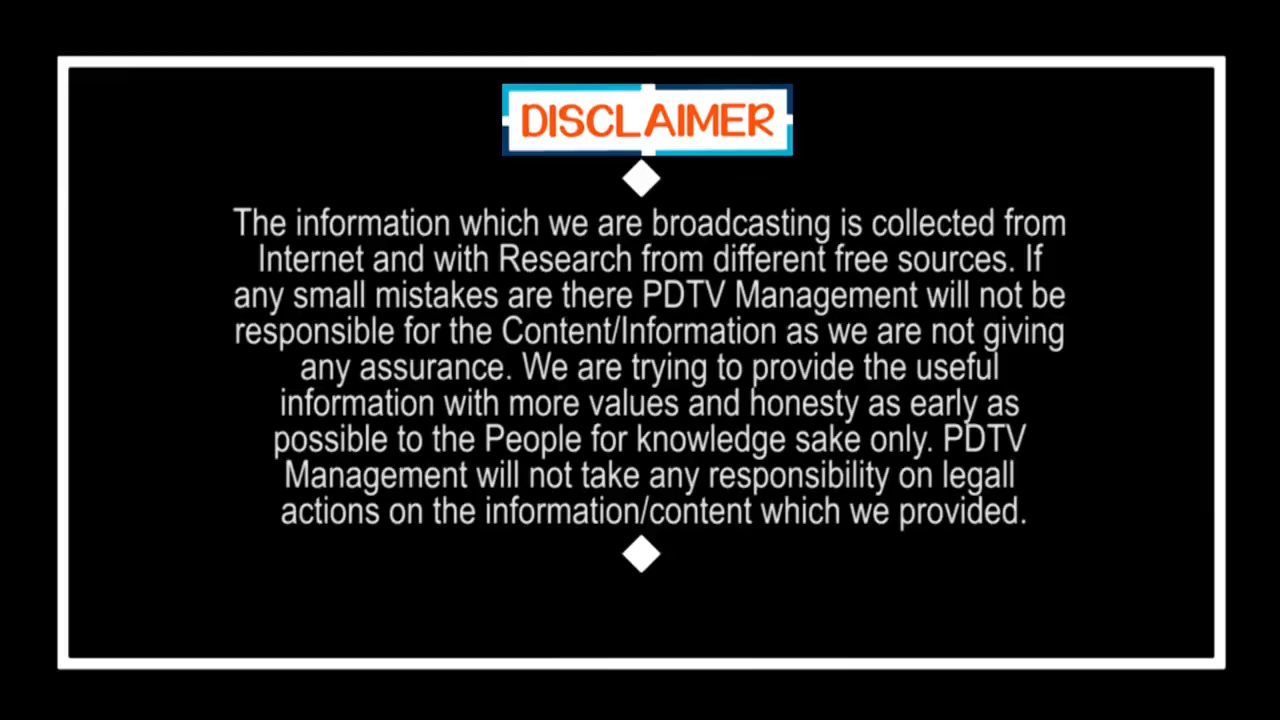 DISCLAIMER
The information which we are broadcasting is collected from
Internet and with Research from different free sources. If
any small mistakes are there PDTV Management will not be
responsible for the Content/Information as we are not giving
any assurance. We are trying to provide the useful
information with more values and honesty as early as
possible to the People for knowledge sake only. PDTV
Management will not take any responsibility on legall
actions on the information/content which we provided.